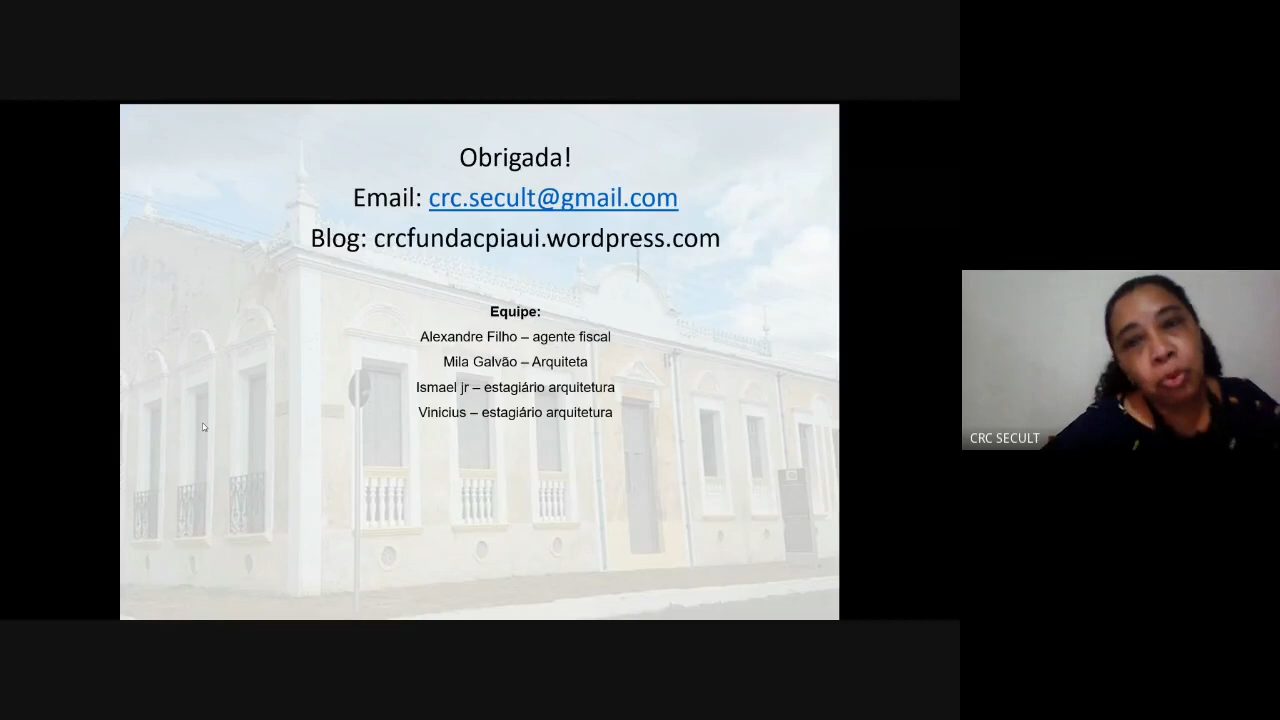 Obrigada!
Email: crc.secult@gmail.com
Blog: crcfundacpiaui.wordpress.com
Equipe:
Alexandre Filho – agente fiscal
Mila Galvão – Arquiteta
Ismael jr – estagiário arquitetura
Vinicius – estagiário arquitetura
CRC SECULT